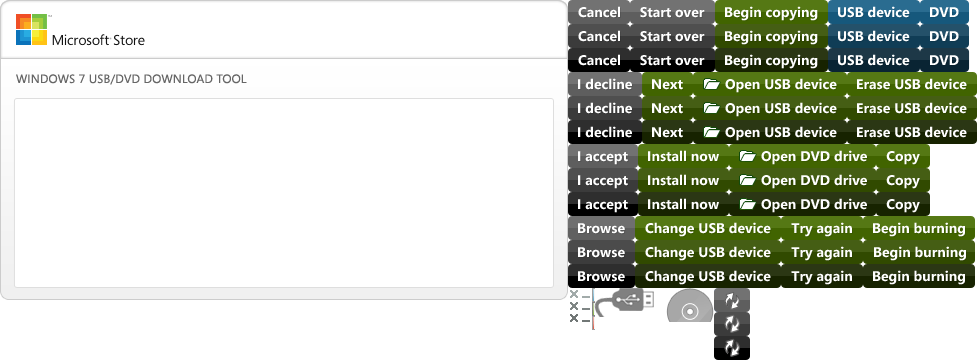 Microsoft Store
WINDOWS 7 USB/DVD DOWNLOAD TOOL
Cancel Start over Begin copying USB device DVD
Cancel Start over Begin copying USB device DVD
Cancel Start over Begin copying USB device DVD
I decline Next Open USB device Erase USB device
I decline Next Open USB device Erase USB device
I decline Next Open USB device Erase USB device
I accept Install now Open DVD drive Copy
I accept Install now Open DVD drive Copy
I accept Install now Open DVD drive Copy
Browse Change USB device Try again Begin burning
Browse Change USB device Try again Begin burning
Browse Change USB device Try again Begin burning